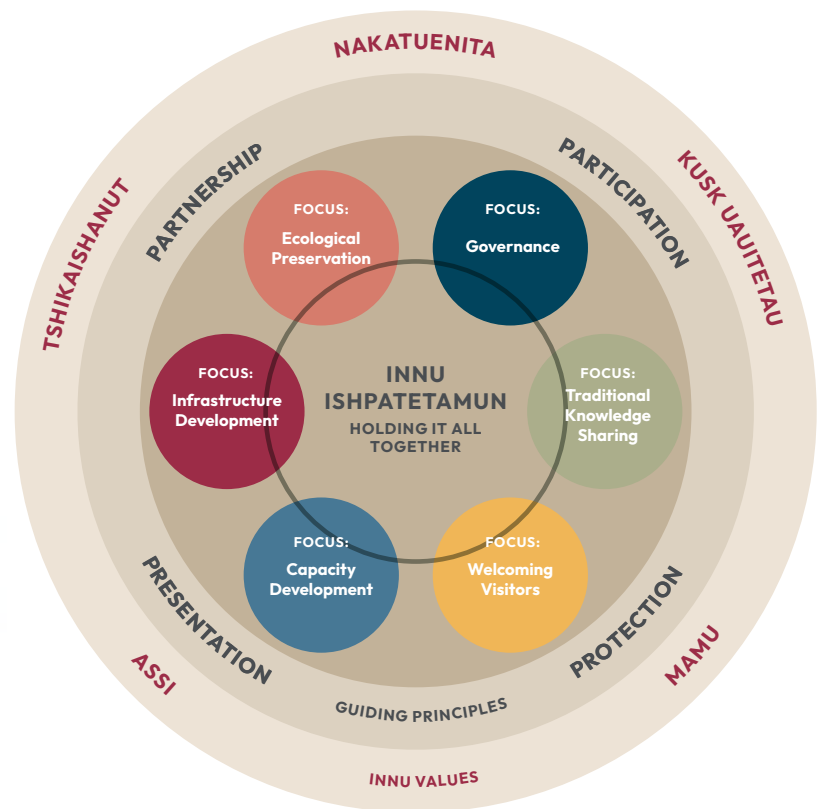 NAKATUENITA
TSHIKAISHANUT
KUSK UAUITETAU
PARTNERSHIP
PARTICIPATION
FOCUS:
Ecological
Preservation
FOCUS:
Governance
FOCUS:
Infrastructure
Development
INNU
ISHPATETAMUN
HOLDING IT ALL
TOGETHER
FOCUS:
Traditional
Knowledge
Sharing
FOCUS:
Capacity
Development
FOCUS:
Welcoming
Visitors
PRESENTATION
PROTECTION
ASSI
MAMU
GUIDING PRINCIPLES
INNU VALUES